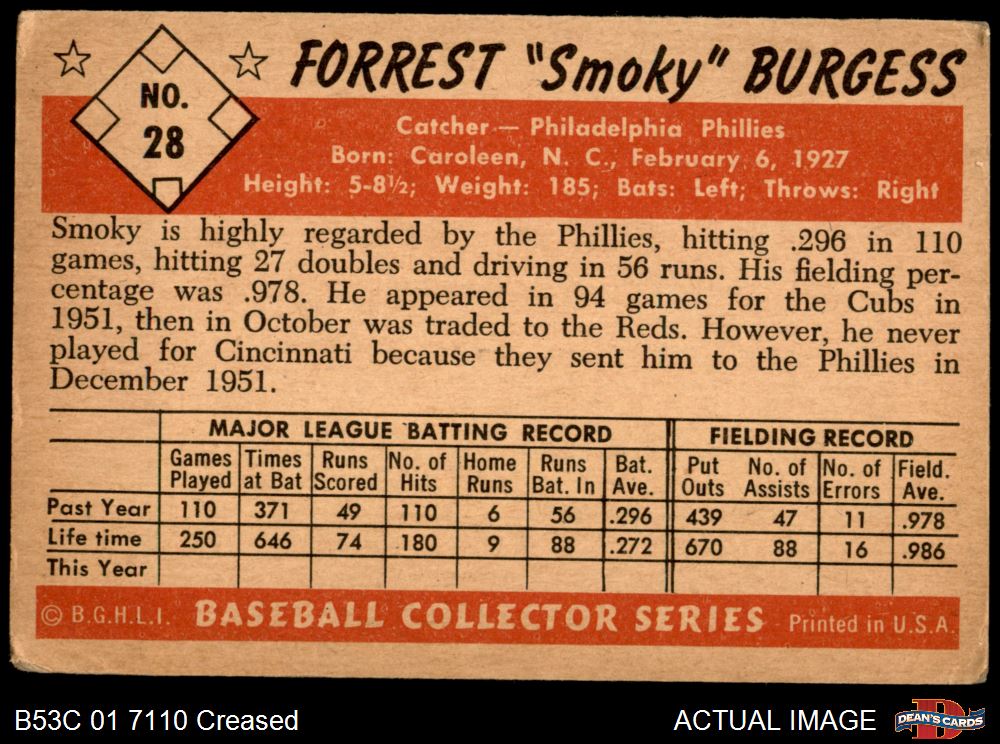 FORREST "Smoky" BURGESS
NO.
28
Catcher — Philadelphia Phillies
Born: Caroleen, N. C., February 6, 1927
Height: 5-8½; Weight: 185; Bats: Left; Throws: Right
Smoky is highly regarded by the Phillies, hitting .296 in 110
games, hitting 27 doubles and driving in 56 runs. His fielding per-
centage was .978. He appeared in 94 games for the Cubs in
1951, then in October was traded to the Reds. However, he never
played for Cincinnati because they sent him to the Phillies in
December 1951.
MAJOR LEAGUE BATTING RECORD FIELDING RECORD
Games Times Runs No. of Home Runs Bat. Put No. of No. of Field.
Played at Bat Scored Hits Runs Bat. In Ave. Outs Assists Errors Ave.
Past Year 110 371 49 110 6 56 .296 439 47 11 .978
Life time 250 646 74 180 9 88 .272 670 88 16 .986
This Year
© B.G.H.L.I. BASEBALL COLLECTOR SERIES Printed in U.S.A.
B53C 01 7110 Creased ACTUAL IMAGE DEAN'S CARDS